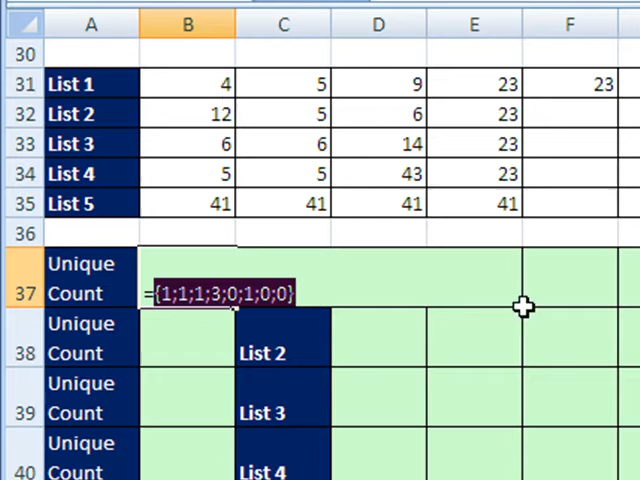 A B C D E F
30
31 List 1 4 5 9 23 23
32 List 2 12 5 6 23
33 List 3 6 6 14 23
34 List 4 5 5 43 23
35 List 5 41 41 41 41
36
Unique
37 Count ={1;1;1;3;0;1;0;0}
Unique
38 Count List 2
Unique
39 Count List 3
Unique
40 Count List 4